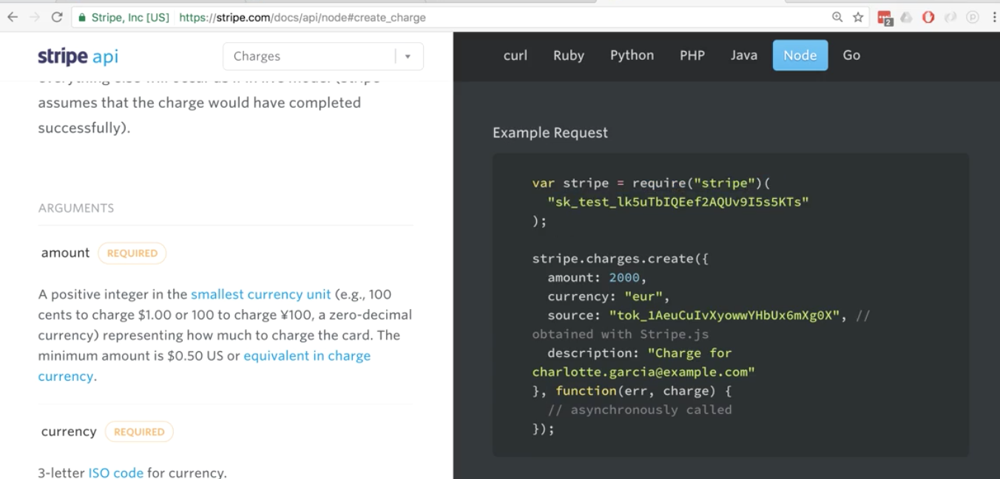 Stripe, Inc [US] https://stripe.com/docs/api/node#create_charge
2
stripe api
Charges
curl Ruby Python PHP Java Node Go
assumes that the charge would have completed
successfully).
ARGUMENTS
amount REQUIRED
A positive integer in the smallest currency unit (e.g., 100
cents to charge $1.00 or 100 to charge ¥100, a zero-decimal
currency) representing how much to charge the card. The
minimum amount is $0.50 US or equivalent in charge
currency.
currency REQUIRED
3-letter ISO code for currency.
Example Request
var stripe = require("stripe")(
"sk_test_lk5uTbIQEef2AQUv9I5s5KTs"
);
stripe.charges.create({
amount: 2000,
currency: "eur",
source: "tok_1AeuCuIvXyowwYHbUx6mXg0X", //
obtained with Stripe.js
description: "Charge for
charlotte.garcia@example.com"
}, function(err, charge) {
// asynchronously called
});